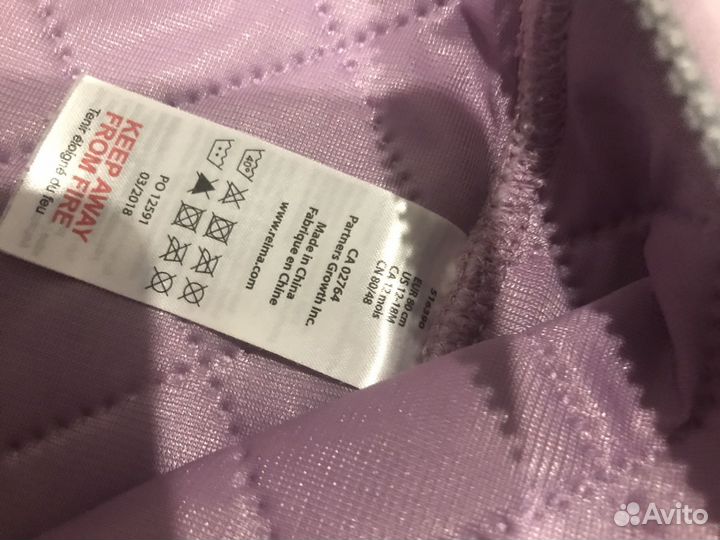 516390
EUR 80 cm
US 12-18M
CA 12 mois
CN 80/48
CA 02764
Partners Growth Inc.
Made in China
Fabrique en Chine
www.reima.com
40°
PO 12591
03/2018
KEEP AWAY
FROM FIRE
Tenir éloigné du feu
Avito